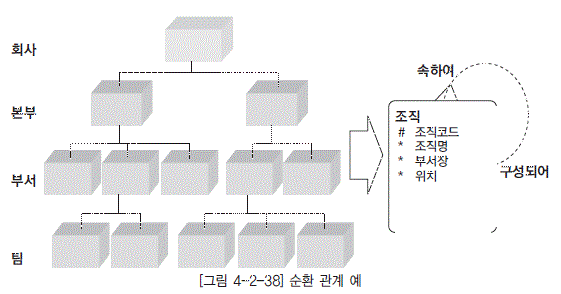 회사
본부
부서
팀
속하여
조직
# 조직코드
* 조직명
* 부서장
* 위치
구성되어
[그림 4-2-38] 순환 관계 예